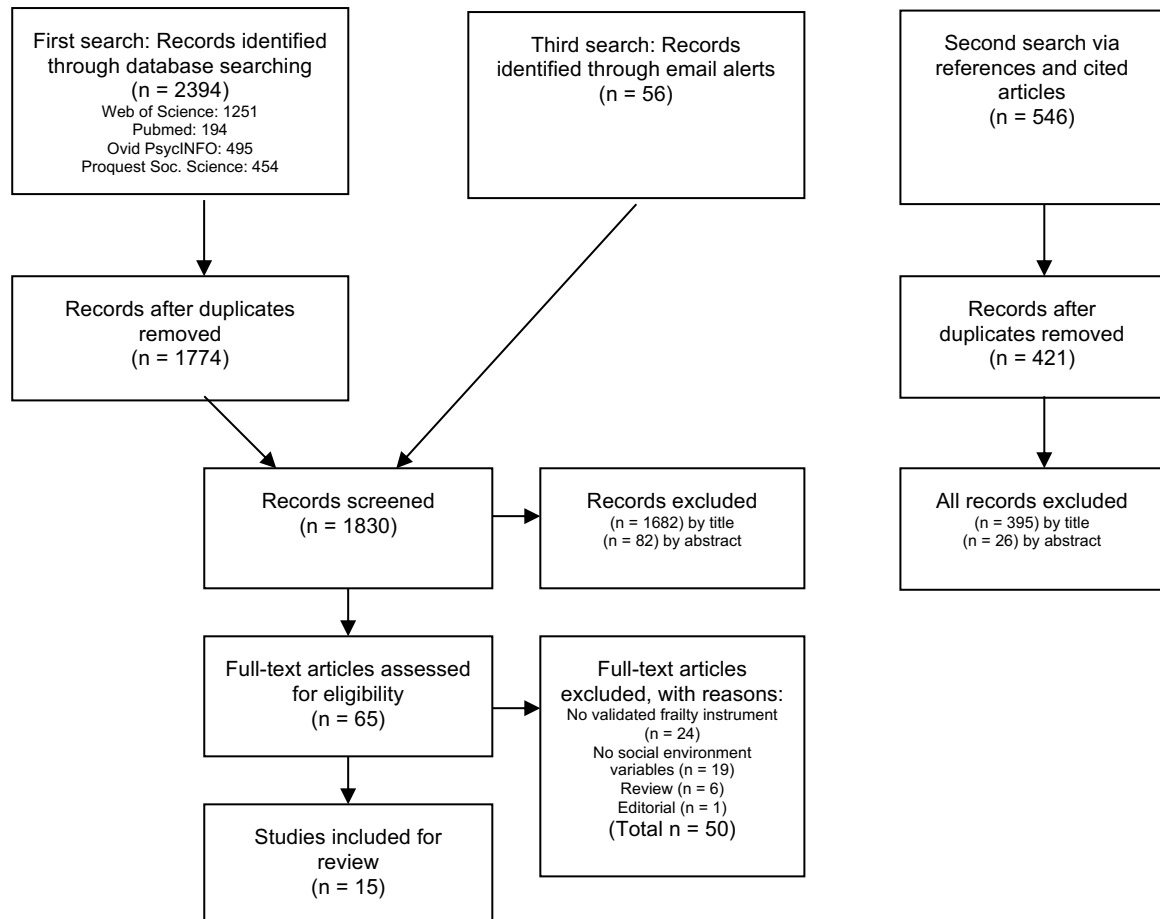 First search: Records identified
through database searching
(n = 2394)
Web of Science: 1251
Pubmed: 194
Ovid PsycINFO: 495
Proquest Soc. Science: 454
Third search: Records
identified through email alerts
(n = 56)
Second search via
references and cited
articles
(n = 546)
Records after duplicates
removed
(n = 1774)
Records after
duplicates removed
(n = 421)
Records screened
(n = 1830)
Records excluded
(n = 1682) by title
(n = 82) by abstract
All records excluded
(n = 395) by title
(n = 26) by abstract
Full-text articles assessed
for eligibility
(n = 65)
Full-text articles
excluded, with reasons:
No validated frailty instrument
(n = 24)
No social environment
variables (n = 19)
Review (n = 6)
Editorial (n = 1)
(Total n = 50)
Studies included for
review
(n = 15)